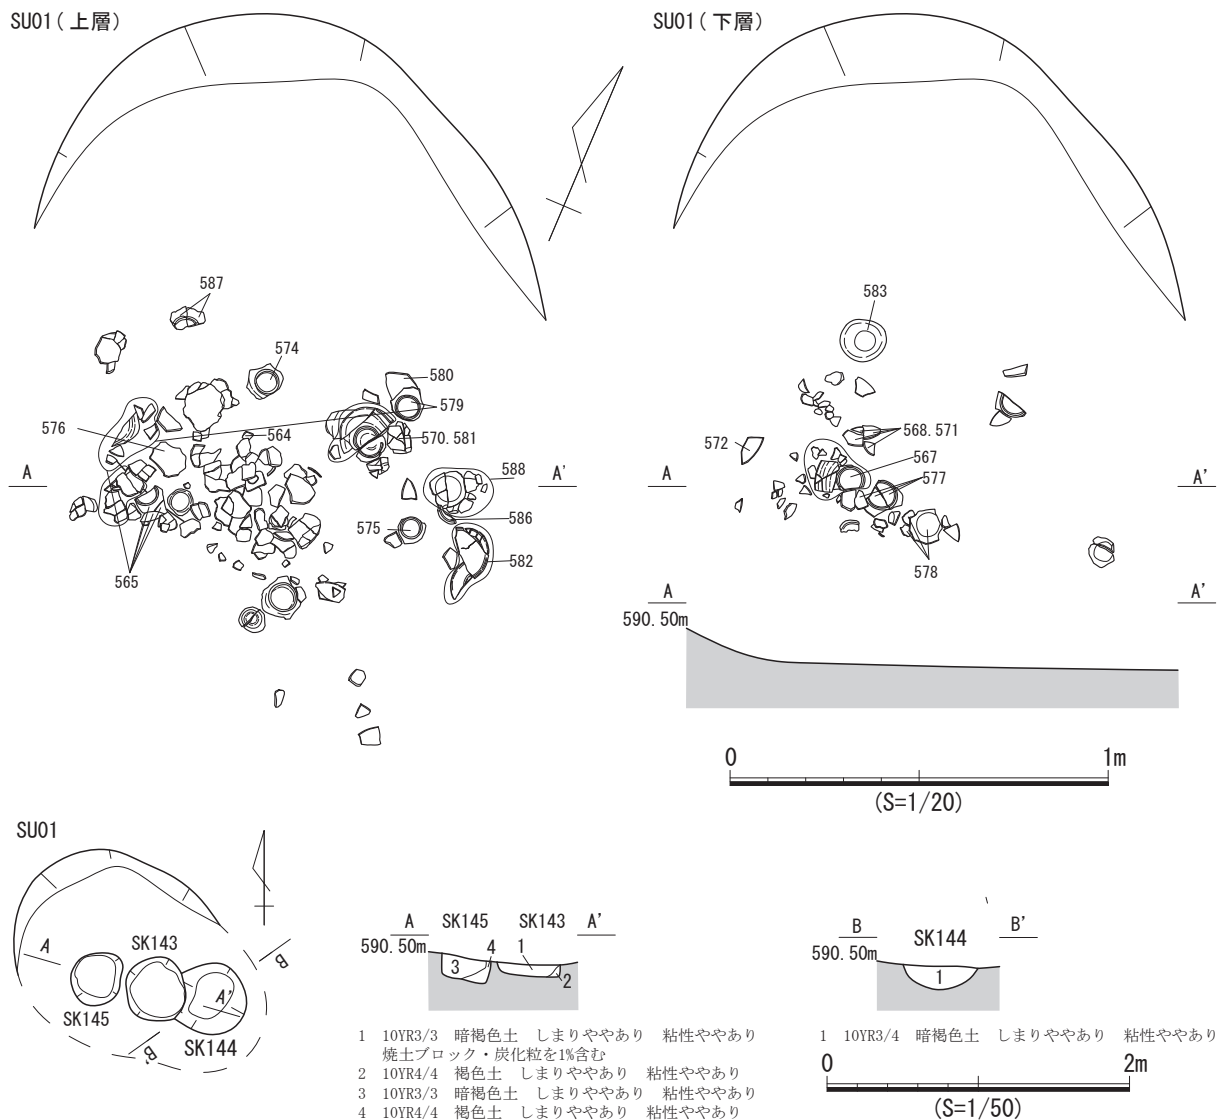 SU01(上層)
587
574
580
579
576
564
570.581
A
A'
588
586
575
582
565
SU01(下層)
583
572
568.571
567
577
A
A'
578
A
A'
590.50m
0
1m
(S=1/20)
SU01
A
SK143
B
A'
SK145
B'
SK144
A
SK145
SK143
A'
590.50m
4
1
3
2
1 10YR3/3 暗褐色土 しまりややあり 粘性ややあり
焼土ブロック・炭化粒を1%含む
2 10YR4/4 褐色土 しまりややあり 粘性ややあり
3 10YR3/3 暗褐色土 しまりややあり 粘性ややあり
4 10YR4/4 褐色土 しまりややあり 粘性ややあり
B
B'
590.50m
SK144
1
1 10YR3/4 暗褐色土 しまりややあり 粘性ややあり
0
2m
(S=1/50)